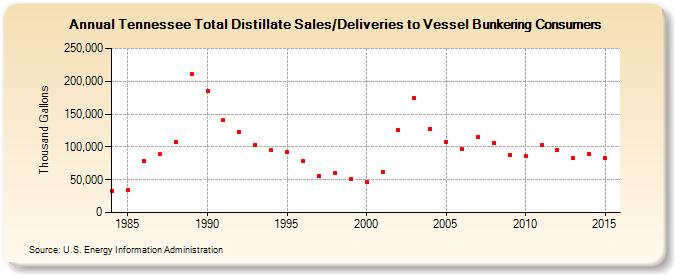 Annual Tennessee Total Distillate Sales/Deliveries to Vessel Bunkering Consumers
Thousand Gallons
250,000
200,000
150,000
100,000
50,000
0
1985 1990 1995 2000 2005 2010 2015
Source: U.S. Energy Information Administration